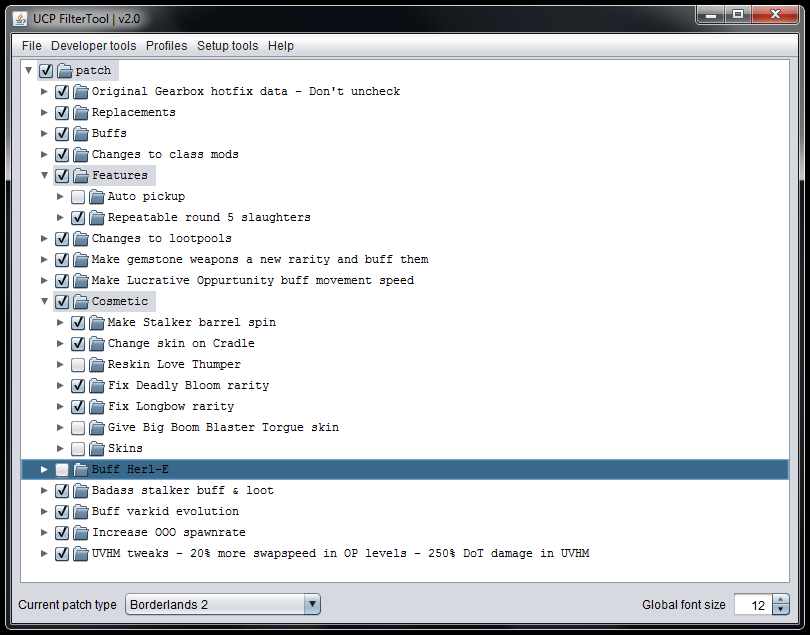 UCP FilterTool | v2.0
File Developer tools Profiles Setup tools Help
patch
Original Gearbox hotfix data - Don't uncheck
Replacements
Buffs
Changes to class mods
Features
Auto pickup
Repeatable round 5 slaughters
Changes to lootpools
Make gemstone weapons a new rarity and buff them
Make Lucrative Oppurtunity buff movement speed
Cosmetic
Make Stalker barrel spin
Change skin on Cradle
Reskin Love Thumper
Fix Deadly Bloom rarity
Fix Longbow rarity
Give Big Boom Blaster Torgue skin
Skins
Buff Herl-E
Badass stalker buff & loot
Buff varkid evolution
Increase OOO spawnrate
UVHM tweaks - 20% more swapspeed in OP levels - 250% DoT damage in UVHM
Current patch type Borderlands 2 Global font size 12